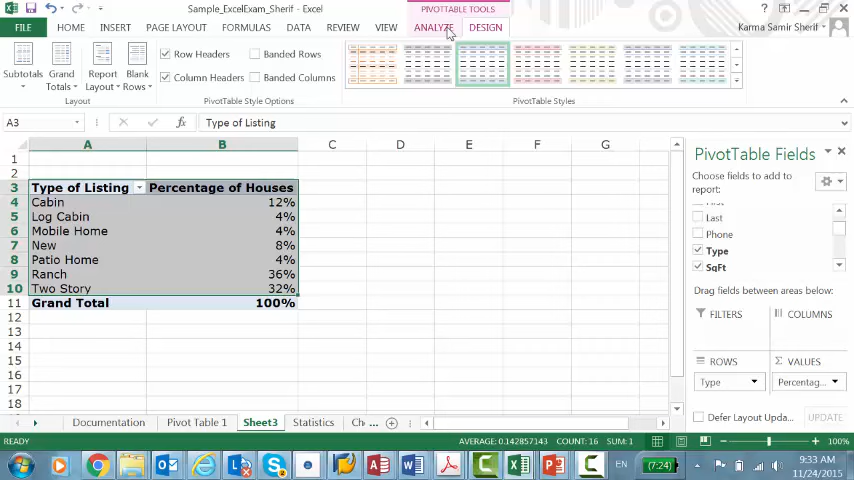 Sample_ExcelExam_Sherif - Excel
PIVOTTABLE TOOLS
FILE HOME INSERT PAGE LAYOUT FORMULAS DATA REVIEW VIEW ANALYZE DESIGN Karma Samir Sherif
Subtotals Grand Totals Report Layout Blank Rows
Row Headers Banded Rows
Column Headers Banded Columns
Layout PivotTable Style Options PivotTable Styles
A3 Type of Listing
A B C D E F G
1
2
3 Type of Listing Percentage of Houses
4 Cabin 12%
5 Log Cabin 4%
6 Mobile Home 4%
7 New 8%
8 Patio Home 4%
9 Ranch 36%
10 Two Story 32%
11 Grand Total 100%
12
13
14
15
16
17
18
PivotTable Fields
Choose fields to add to
report:
Last
Phone
Type
SqFt
Drag fields between areas below:
FILTERS COLUMNS
ROWS VALUES
Type Percentag...
Defer Layout Upda... UPDATE
Documentation Pivot Table 1 Sheet3 Statistics Ch ...
READY AVERAGE: 0.142857143 COUNT: 16 SUM: 1 100%
EN (7:24) 9:33 AM
11/24/2015